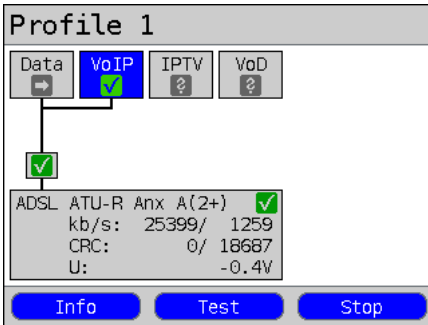 Profile 1
Data VoIP IPTV VoD
ADSL ATU-R Anx A(2+)
kb/s: 25399/ 1259
CRC: 0/ 18687
U: -0.4V
Info Test Stop